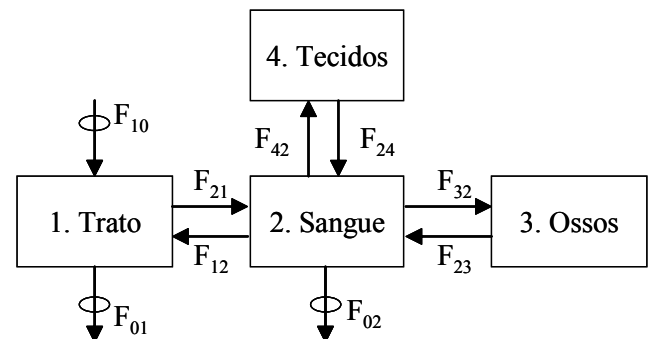 4. Tecidos
F10
F42
F24
F21
F32
1. Trato
2. Sangue
3. Ossos
F12
F23
F01
F02